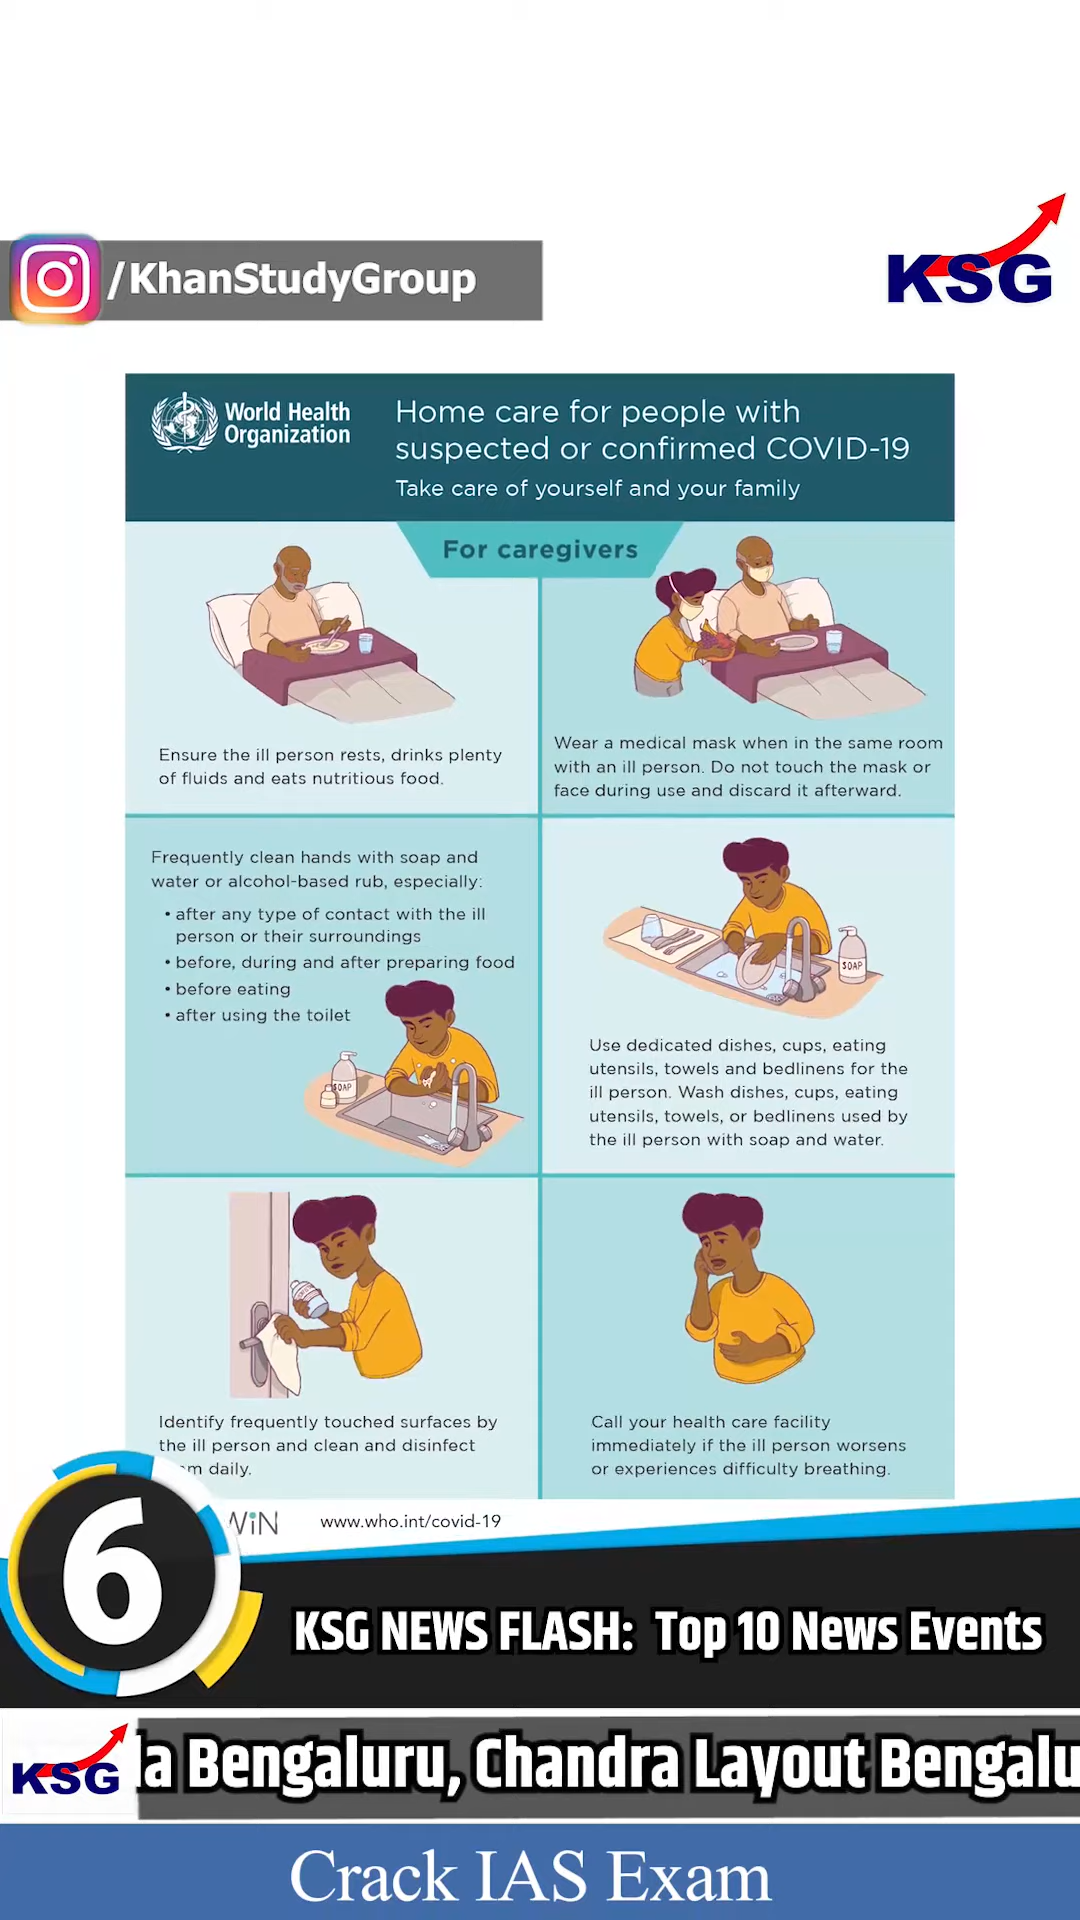 /KhanStudyGroup
KSG
World Health
Organization
Home care for people with
suspected or confirmed COVID-19
Take care of yourself and your family
For caregivers
Ensure the ill person rests, drinks plenty
of fluids and eats nutritious food.
Wear a medical mask when in the same room
with an ill person. Do not touch the mask or
face during use and discard it afterward.
Frequently clean hands with soap and
water or alcohol-based rub, especially:
• after any type of contact with the ill
person or their surroundings
• before, during and after preparing food
• before eating
• after using the toilet
SOAP
SOAP
Use dedicated dishes, cups, eating
utensils, towels and bedlinens for the
ill person. Wash dishes, cups, eating
utensils, towels, or bedlinens used by
the ill person with soap and water.
Identify frequently touched surfaces by
the ill person and clean and disinfect
m daily.
Call your health care facility
immediately if the ill person worsens
or experiences difficulty breathing.
WiN
www.who.int/covid-19
6
KSG NEWS FLASH: Top 10 News Events
KSG
la Bengaluru, Chandra Layout Bengalu
Crack IAS Exam